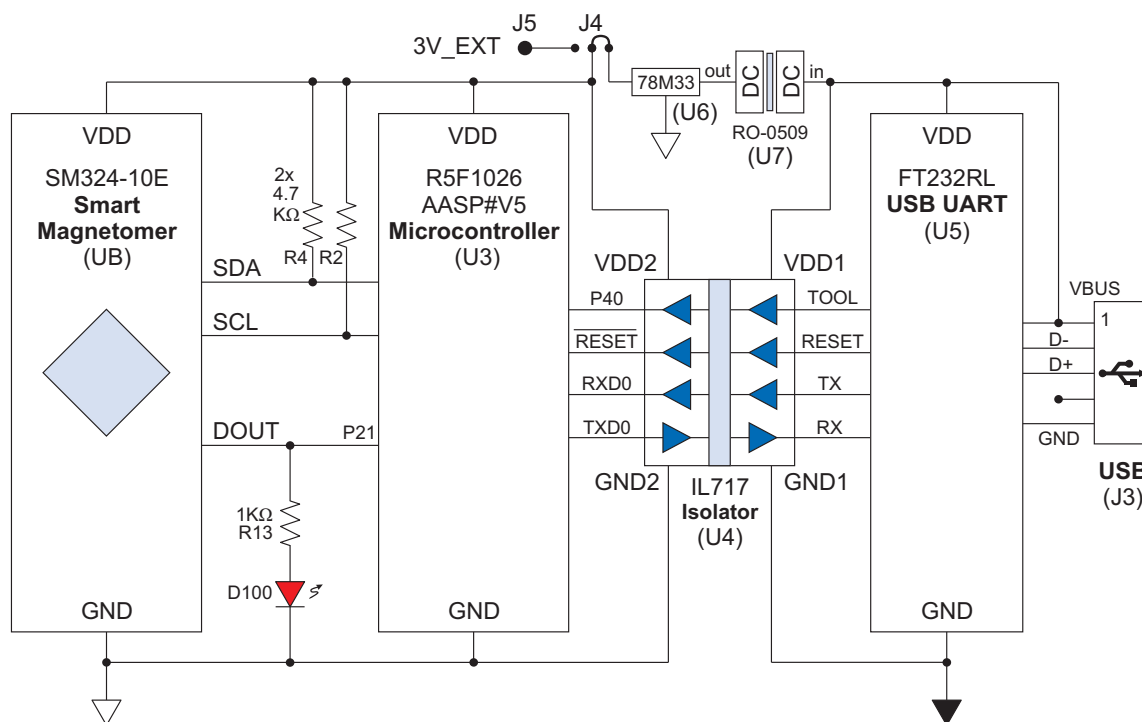 J5
J4
3V_EXT
78M33
(U6)
out
DC
DC
in
RO-0509
(U7)
VDD
SM324-10E
Smart
Magnetomer
(UB)
GND
SDA
SCL
DOUT
2x
4.7
KΩ
R4
R2
1KΩ
R13
D100
VDD
R5F1026
AASP#V5
Microcontroller
(U3)
P21
GND
VDD2
VDD1
P40
TOOL
RESET
RESET
RXD0
TX
TXD0
RX
GND2
GND1
IL717
Isolator
(U4)
VDD
FT232RL
USB UART
(U5)
GND
VBUS
1
D-
D+
GND
USB
(J3)